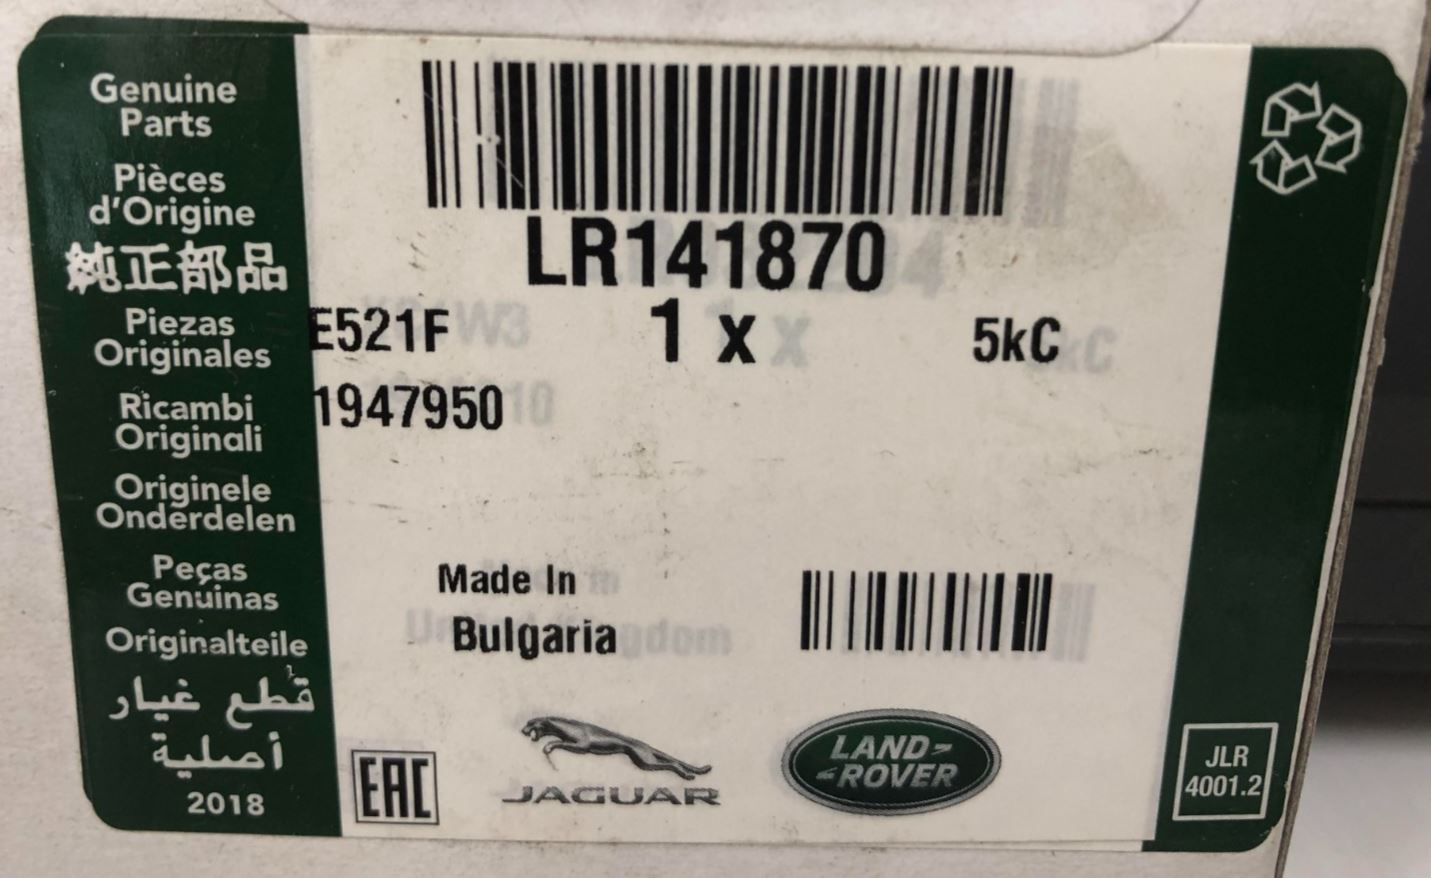 Genuine
Parts
Pièces
d'Origine
純正部品
Piezas
Originales
Ricambi
Originali
Originele
Onderdelen
Peças
Genuinas
Originalteile
قطع غيار
أصلية
2018
LR141870
E521F 1 x 5kC
1947950
Made In
Bulgaria
EAC
JAGUAR
LAND-
-ROVER
JLR
4001.2